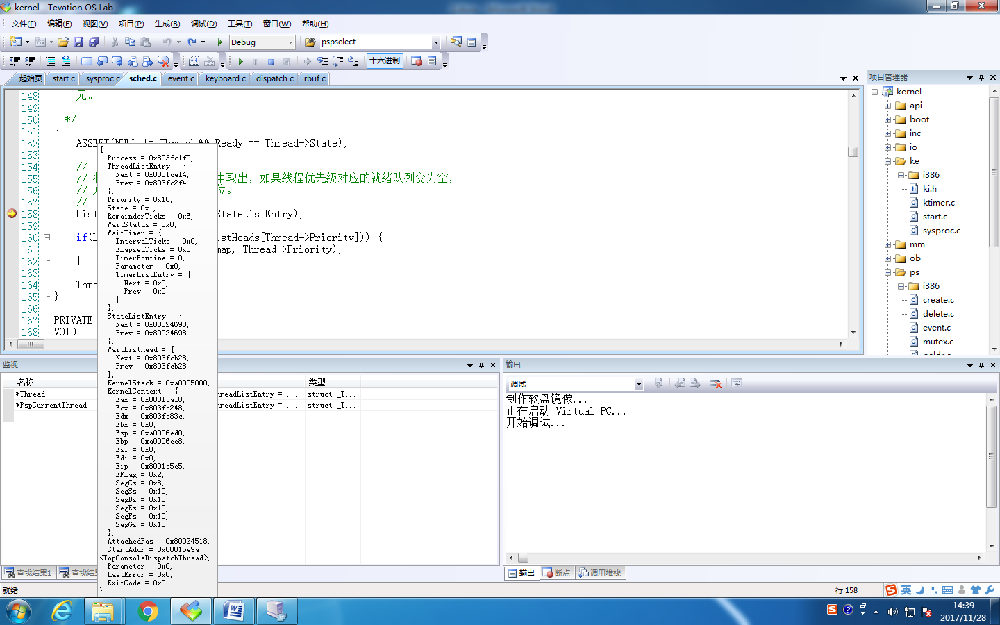 kernel - Tevation OS Lab
文件(F) 编辑(E) 视图(V) 项目(P) 生成(B) 调试(D) 工具(T) 窗口(W) 帮助(H)
Debug pspselect
十六进制
起始页 start.c sysproc.c sched.c event.c keyboard.c dispatch.c rbuf.c
148 无。
149
150 --*/
151 {
152 ASSERT(NULL != Thread && Ready == Thread->State);
153
154 //
155 // 中取出，如果线程优先级对应的就绪队列变为空，
156 // 位。
157 //
158 List StateListEntry);
159
160 if(L istHeads[Thread->Priority])) {
161 map, Thread->Priority);
162 }
163
164 Thre
165 }
166
167 PRIVATE
168 VOID
{
Process = 0x803fc1f0,
ThreadListEntry = {
Next = 0x803fcef4,
Prev = 0x803fc2f4
},
Priority = 0x18,
State = 0x1,
RemainderTicks = 0x6,
WaitStatus = 0x0,
WaitTimer = {
IntervalTicks = 0x0,
ElapsedTicks = 0x0,
TimerRoutine = 0,
Parameter = 0x0,
TimerListEntry = {
Next = 0x0,
Prev = 0x0
}
},
StateListEntry = {
Next = 0x80024698,
Prev = 0x80024698
},
WaitListHead = {
Next = 0x803fcb28,
Prev = 0x803fcb28
},
KernelStack = 0xa0005000,
KernelContext = {
Eax = 0x803fcaf0,
Ecx = 0x803fc248,
Edx = 0x803fc83c,
Ebx = 0x0,
Esp = 0xa0006ed0,
Ebp = 0xa0006ee8,
Esi = 0x0,
Edi = 0x0,
Eip = 0x8001e5e5,
EFlag = 0x2,
SegCs = 0x8,
SegSs = 0x10,
SegDs = 0x10,
SegEs = 0x10,
SegFs = 0x10,
SegGs = 0x10
},
AttachedPas = 0x80024518,
StartAddr = 0x80015e9a
<IopConsoleDispatchThread>,
Parameter = 0x0,
LastError = 0x0,
ExitCode = 0x0
}
项目管理器
kernel
api
boot
inc
io
ke
i386
ki.h
ktimer.c
start.c
sysproc.c
mm
ob
ps
i386
create.c
delete.c
event.c
mutex.c
监视
名称 类型
*Thread hreadListEntry = ... struct _T...
*PspCurrentThread hreadListEntry = ... struct _T...
查找结果1 查找结果
输出
调试
制作软盘镜像...
正在启动 Virtual PC...
开始调试...
输出 断点 调用堆栈
就绪 行 158
英
14:39
2017/11/28